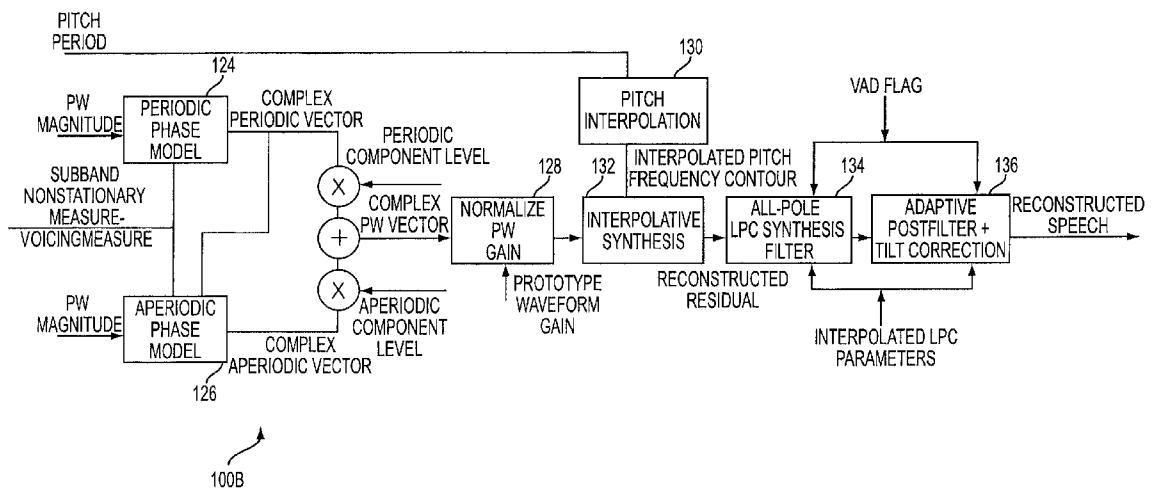 PITCH
PERIOD
124
130
PW
MAGNITUDE
PERIODIC
PHASE
MODEL
COMPLEX
PERIODIC VECTOR
PITCH
INTERPOLATION
VAD FLAG
PERIODIC
COMPONENT LEVEL
SUBBAND
NONSTATIONARY
MEASURE-
VOICINGMEASURE
X
+
X
COMPLEX
PW VECTOR
128
NORMALIZE
PW
GAIN
132
INTERPOLATIVE
SYNTHESIS
INTERPOLATED PITCH
FREQUENCY CONTOUR
134
ALL-POLE
LPC SYNTHESIS
FILTER
136
ADAPTIVE
POSTFILTER +
TILT CORRECTION
RECONSTRUCTED
SPEECH
PW
MAGNITUDE
APERIODIC
PHASE
MODEL
126
COMPLEX
APERIODIC VECTOR
APERIODIC
COMPONENT
LEVEL
PROTOTYPE
WAVEFORM
GAIN
RECONSTRUCTED
RESIDUAL
INTERPOLATED LPC
PARAMETERS
100B